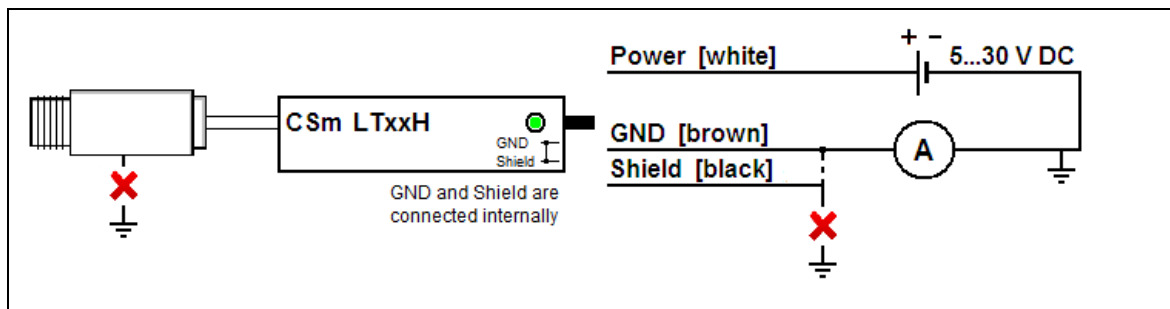 + -
Power [white]
5...30 V DC
CSm LTxxH
GND
Shield
GND [brown]
A
Shield [black]
GND and Shield are
connected internally